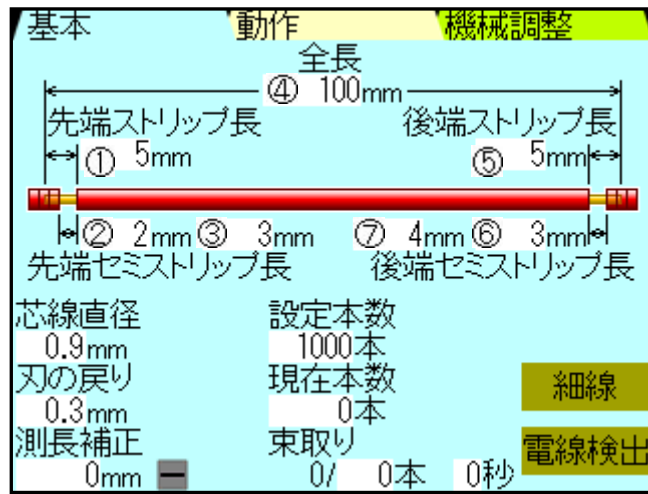 基本 動作 機械調整
全長
④ 100mm
先端ストリップ長 後端ストリップ長
① 5mm ⑤ 5mm
② 2mm ③ 3mm ⑦ 4mm ⑥ 3mm
先端セミストリップ長 後端セミストリップ長
芯線直径 設定本数
0.9mm 1000本
刃の戻り 現在本数 細線
0.3mm 0本
測長補正 束取り 電線検出
0mm ー 0/ 0本 0秒